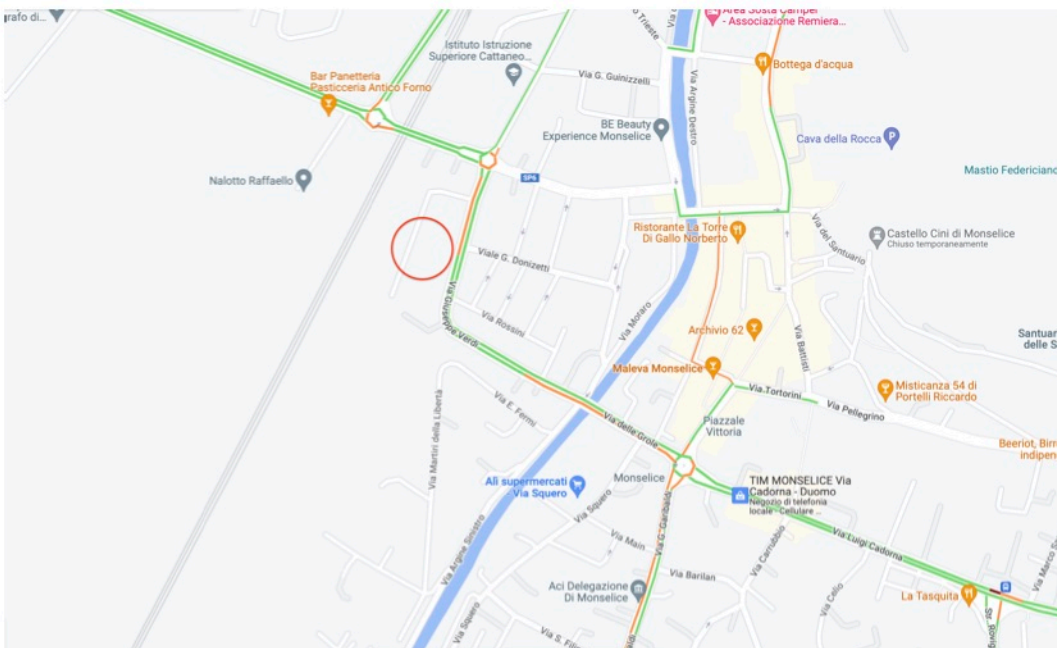 grafo di...
Area Sosta Camper
- Associazione Remiera...
Trieste
Istituto Istruzione
Superiore Cattaneo...
Bottega d'acqua
Bar Panetteria
Pasticceria Antico Forno
Via G. Guinizzelli
Via Argine Destro
BE Beauty
Experience Monselice
Cava della Rocca
P
Mastio Federiciano
Nalotto Raffaello
SP6
Ristorante La Torre
Di Gallo Norberto
Via del Santuario
Castello Cini di Monselice
Chiuso temporaneamente
Viale G. Donizetti
Via Giuseppe Verdi
Via Rossini
Via Moraro
Archivio 62
Via Battisti
Santuar
delle S
Maleva Monselice
Via Tortorini
Misticanza 54 di
Portelli Riccardo
Via Pellegrino
Via E. Fermi
Via Martiri della Libertà
Via delle Grole
Piazzale
Vittoria
Beeriot, Birr
indipen
Alì supermercati
Via Squero
Monselice
TIM MONSELICE Via
Cadorna - Duomo
Negozio di telefonia
locale - Cellulare ...
Via Squero
Via G. Garibaldi
Via Luigi Cadorna
Via Main
Via Carrubbio
Via Argine Sinistro
Via Barilan
Aci Delegazione
Di Monselice
Via Celio
La Tasquita
Via Marco
Str. Rovig
Via Squero
Via S. Fili
aldi